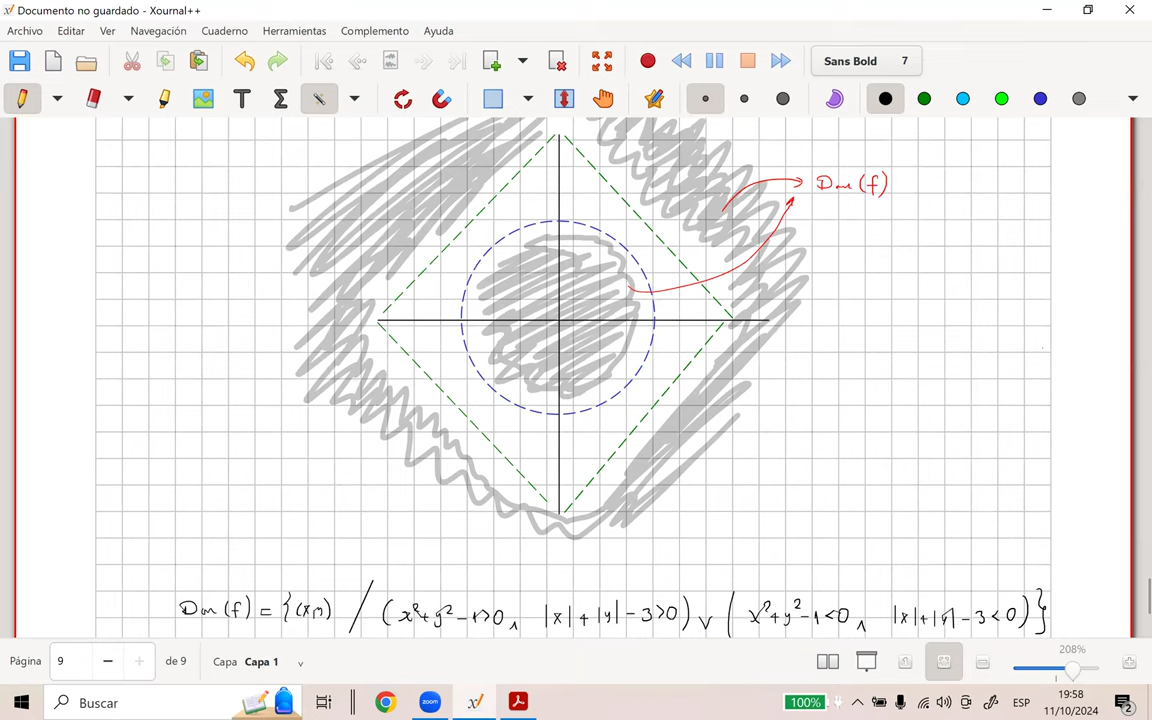 Documento no guardado - Xournal++
Archivo Editar Ver Navegación Cuaderno Herramientas Complemento Ayuda
Sans Bold 7
Dom (f)
Dom (f) = {(x,y) / (x²+y²-1>0 ∧ |x|+|y|-3>0) ∨ (x²+y²-1<0 ∧ |x|+|y|-3<0)}
Página 9 de 9 Capa Capa 1 208%
Buscar 100% ESP 19:58
11/10/2024 2